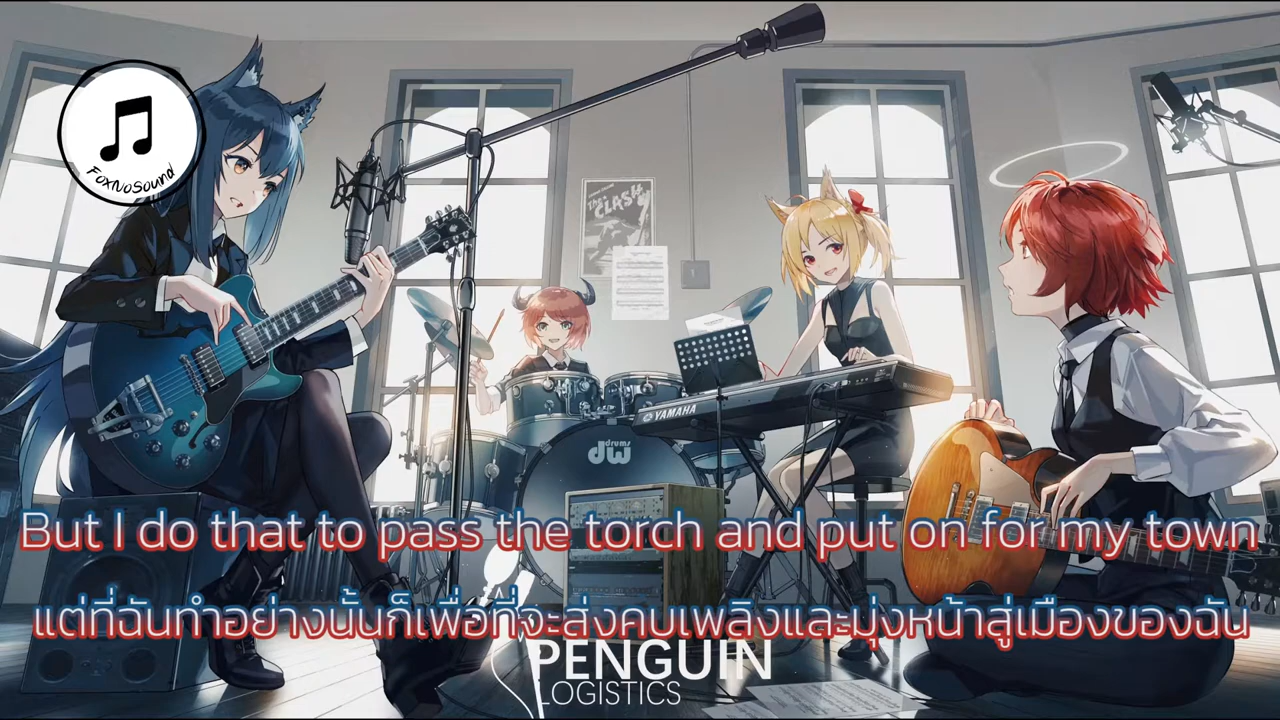 FoxNoSound
THE
CLASH
YAMAHA
drums
dw
But I do that to pass the torch and put on for my town
แต่ที่ฉันทำอย่างนั้นก็เพื่อที่จะส่งคบเพลิงและมุ่งหน้าสู่เมืองของฉัน
PENGUIN
LOGISTICS